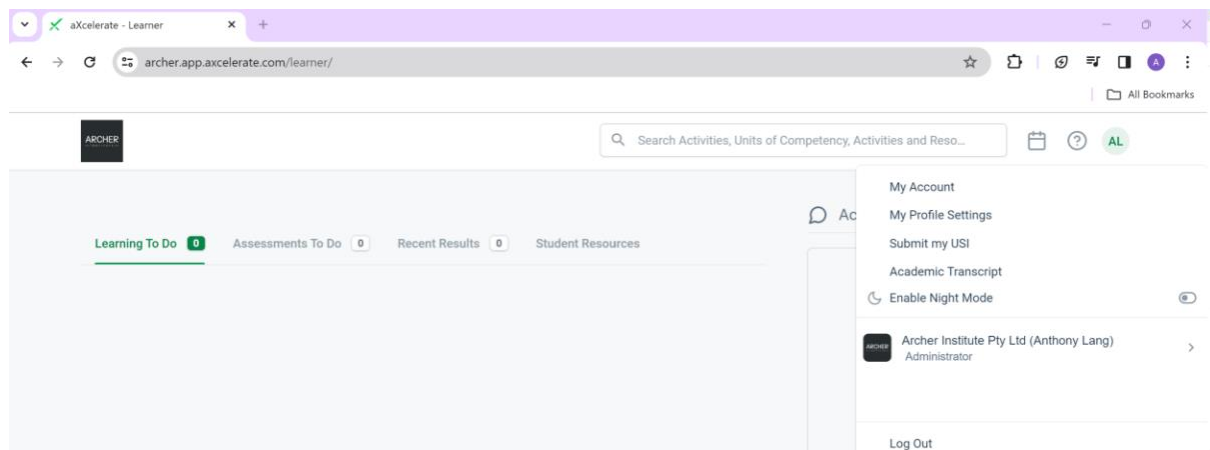 aXcelerate - Learner
archer.app.axcelerate.com/learner/
All Bookmarks
ARCHER
Search Activities, Units of Competency, Activities and Reso...
AL
My Account
Ac
My Profile Settings
Learning To Do 0 Assessments To Do 0 Recent Results 0 Student Resources
Submit my USI
Academic Transcript
Enable Night Mode
ARCHER
Archer Institute Pty Ltd (Anthony Lang)
Administrator
Log Out